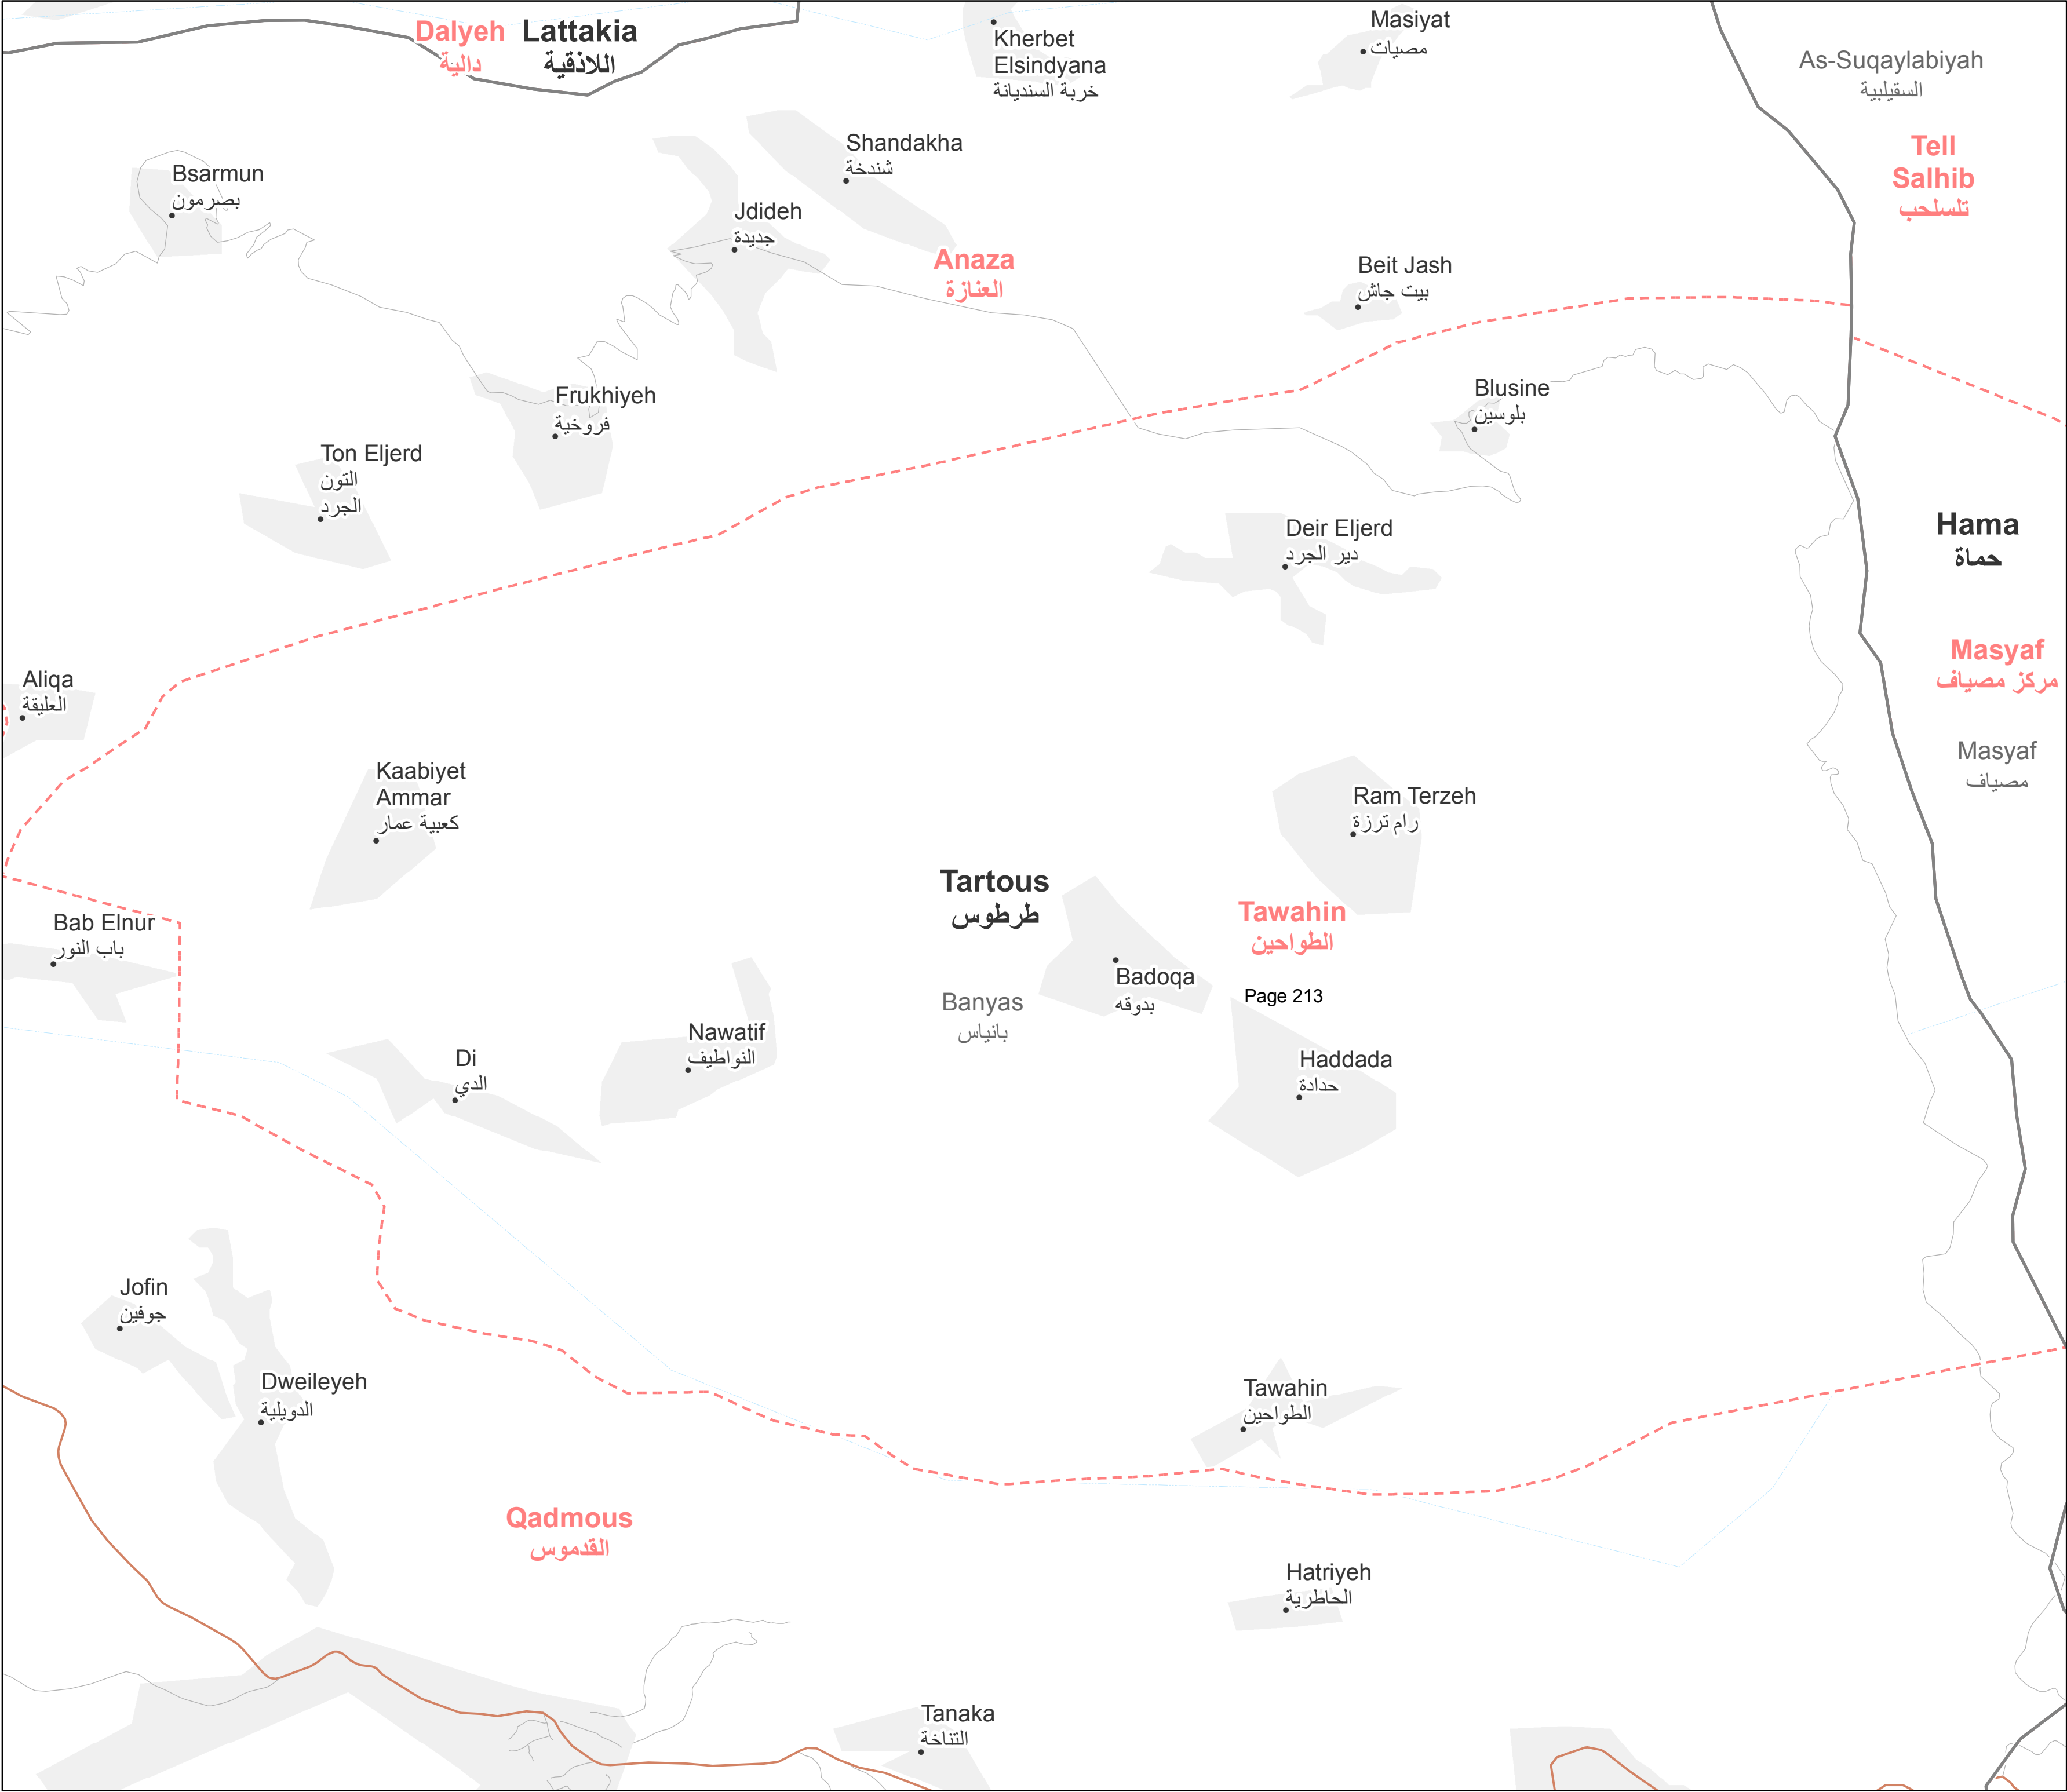 Dalyeh
دالية
Lattakia
اللاذقية
Kherbet
Elsindyana
خربة السنديانة
Masiyat
مصيات
As-Suqaylabiyah
السقيلبية
Tell
Salhib
تلسلحب
Shandakha
شندخة
Bsarmun
بصرمون
Jdideh
جديدة
Anaza
العنازة
Beit Jash
بيت جاش
Frukhiyeh
فروخية
Blusine
بلوسين
Ton Eljerd
التون
الجرد
Deir Eljerd
دير الجرد
Hama
حماة
Masyaf
مركز مصياف
Aliqa
العليقة
Masyaf
مصياف
Kaabiyet
Ammar
كعبية عمار
Ram Terzeh
رام ترزة
Tartous
طرطوس
Tawahin
الطواحين
Bab Elnur
باب النور
Badoqa
بدوقه
Page 213
Banyas
بانياس
Nawatif
النواطيف
Di
الدي
Haddada
حدادة
Jofin
جوفين
Dweileyeh
الدويلية
Tawahin
الطواحين
Qadmous
القدموس
Hatriyeh
الحاطرية
Tanaka
التناخة